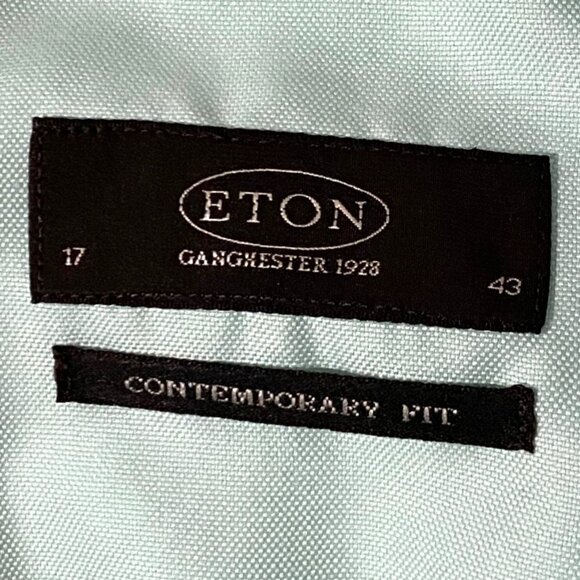 ETON
GANGHESTER 1928
17
43
CONTEMPORARY FIT